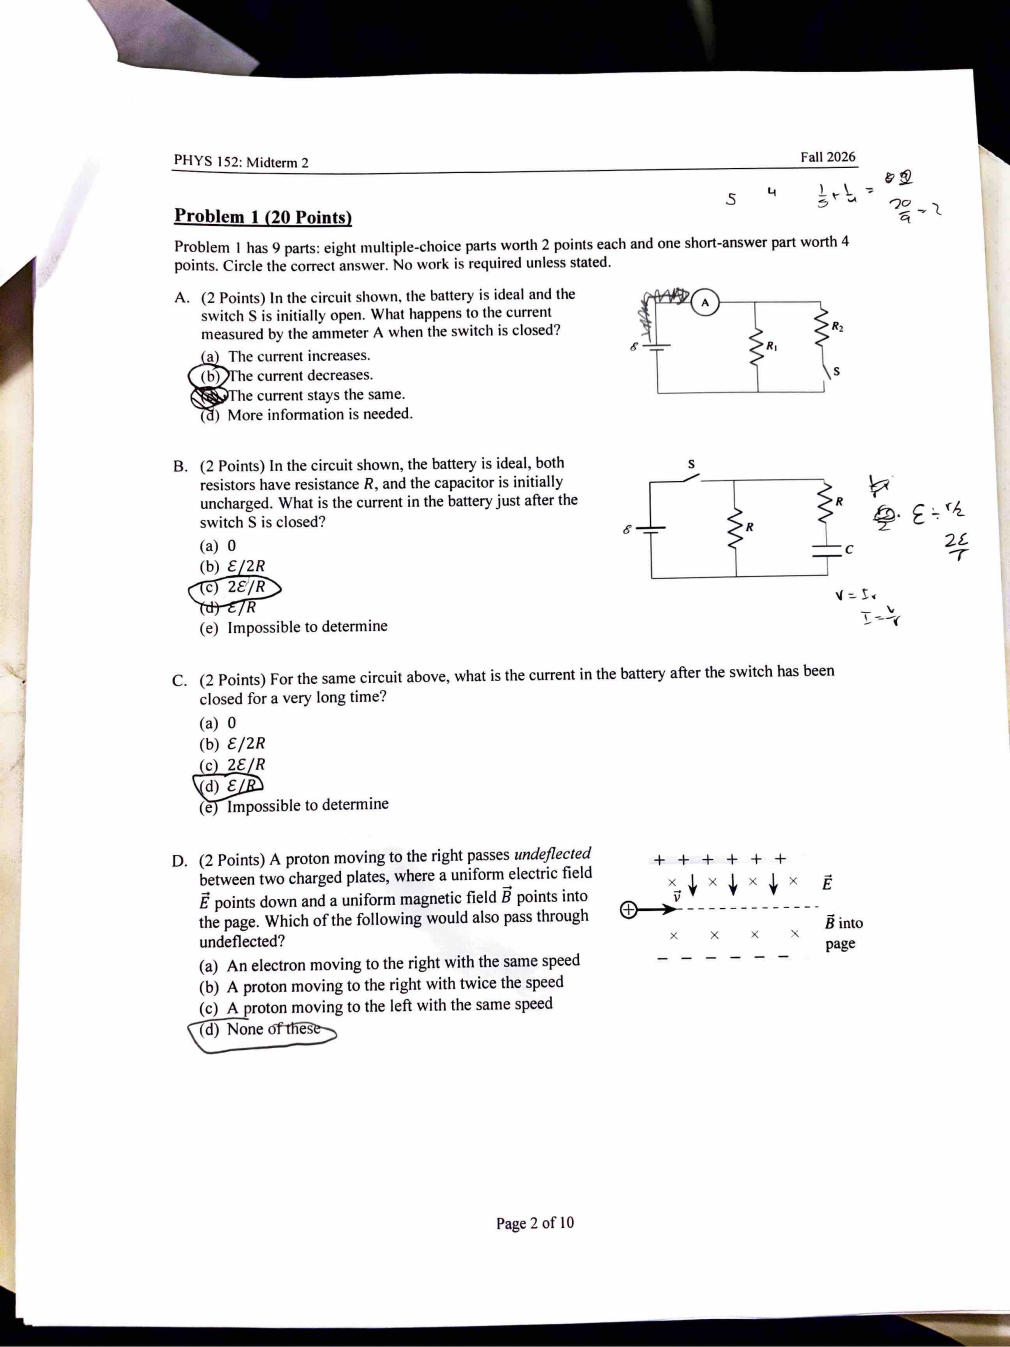 PHYS 152: Midterm 2
Fall 2026
5 4 1/5 + 1/4 =
20/9 = 2
Problem 1 (20 Points)
Problem 1 has 9 parts: eight multiple-choice parts worth 2 points each and one short-answer part worth 4
points. Circle the correct answer. No work is required unless stated.
A. (2 Points) In the circuit shown, the battery is ideal and the
switch S is initially open. What happens to the current
measured by the ammeter A when the switch is closed?
(a) The current increases.
(b) The current decreases.
The current stays the same.
(d) More information is needed.
A
R₂
ℰ
R₁
S
B. (2 Points) In the circuit shown, the battery is ideal, both
resistors have resistance R, and the capacitor is initially
uncharged. What is the current in the battery just after the
switch S is closed?
(a) 0
(b) ℰ/2R
(c) 2ℰ/R
(d) ℰ/R
(e) Impossible to determine
S
R
ℰ
R
C
ℰ ÷ r/2
2ℰ/r
V = Ir
I = V/r
C. (2 Points) For the same circuit above, what is the current in the battery after the switch has been
closed for a very long time?
(a) 0
(b) ℰ/2R
(c) 2ℰ/R
(d) ℰ/R
(e) Impossible to determine
D. (2 Points) A proton moving to the right passes undeflected
between two charged plates, where a uniform electric field
E⃗ points down and a uniform magnetic field B⃗ points into
the page. Which of the following would also pass through
undeflected?
(a) An electron moving to the right with the same speed
(b) A proton moving to the right with twice the speed
(c) A proton moving to the left with the same speed
(d) None of these
+ + + + + +
× × × ×
E⃗
v⃗
+
B⃗ into
page
× × × ×
− − − − − −
Page 2 of 10